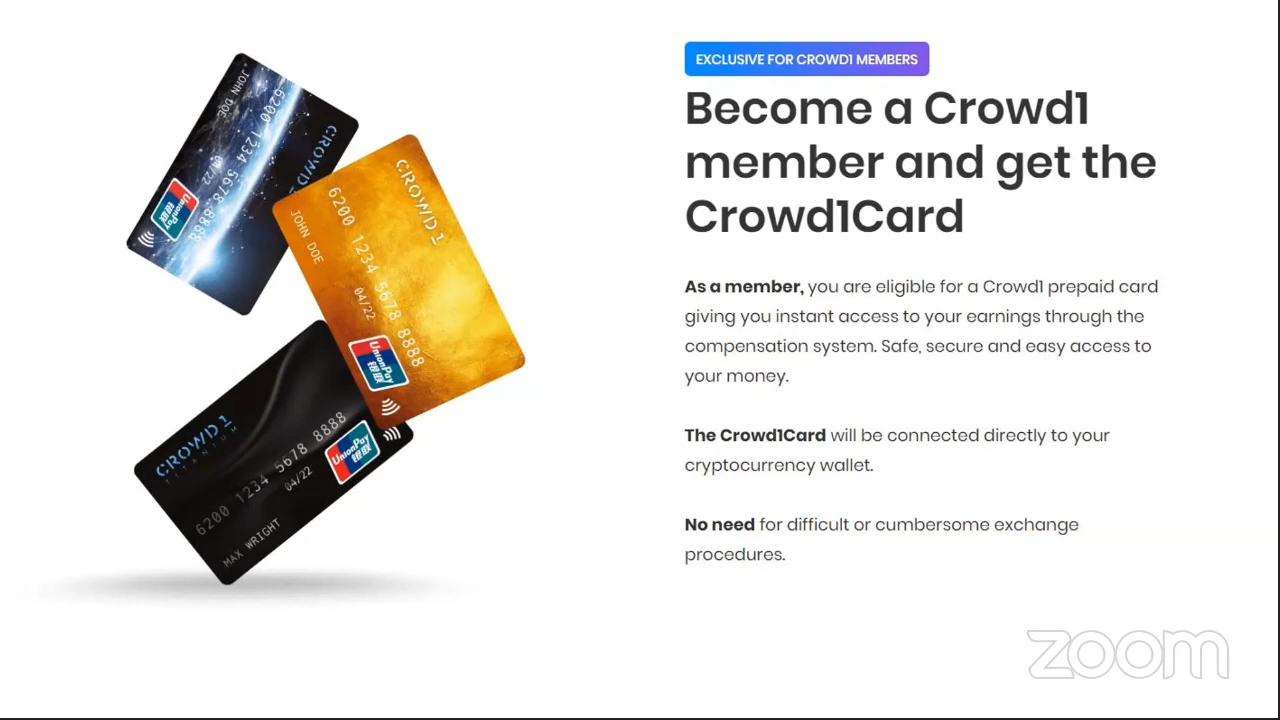 JOHN DOE
6200 1234 5678 8888
04/22
CROWD1
UnionPay
银联
CROWD1
6200 1234 5678 8888
JOHN DOE
04/22
UnionPay
银联
CROWD1
TITANIUM
6200 1234 5678 8888
04/22
MAX WRIGHT
UnionPay
银联
EXCLUSIVE FOR CROWD1 MEMBERS
Become a Crowd1
member and get the
Crowd1Card
As a member, you are eligible for a Crowd1 prepaid card
giving you instant access to your earnings through the
compensation system. Safe, secure and easy access to
your money.
The Crowd1Card will be connected directly to your
cryptocurrency wallet.
No need for difficult or cumbersome exchange
procedures.
zoom